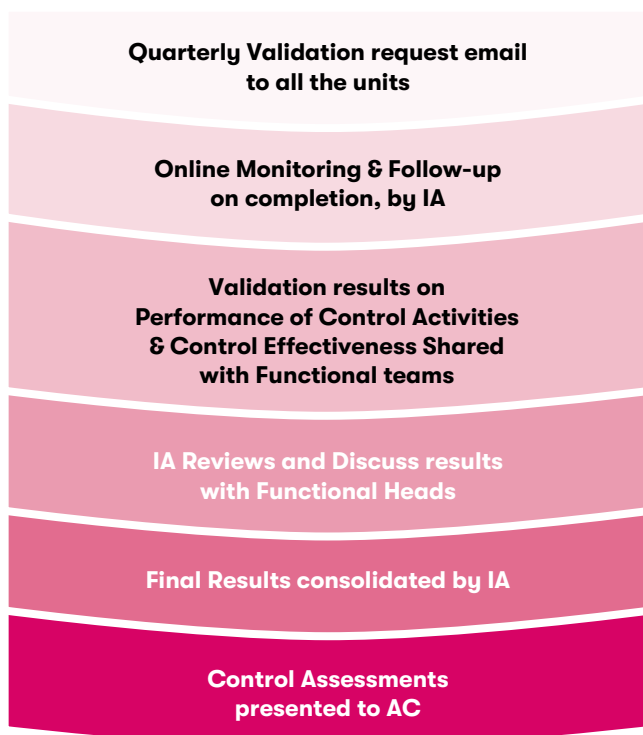 Quarterly Validation request email
to all the units
Online Monitoring & Follow-up
on completion, by IA
Validation results on
Performance of Control Activities
& Control Effectiveness Shared
with Functional teams
IA Reviews and Discuss results
with Functional Heads
Final Results consolidated by IA
Control Assessments
presented to AC